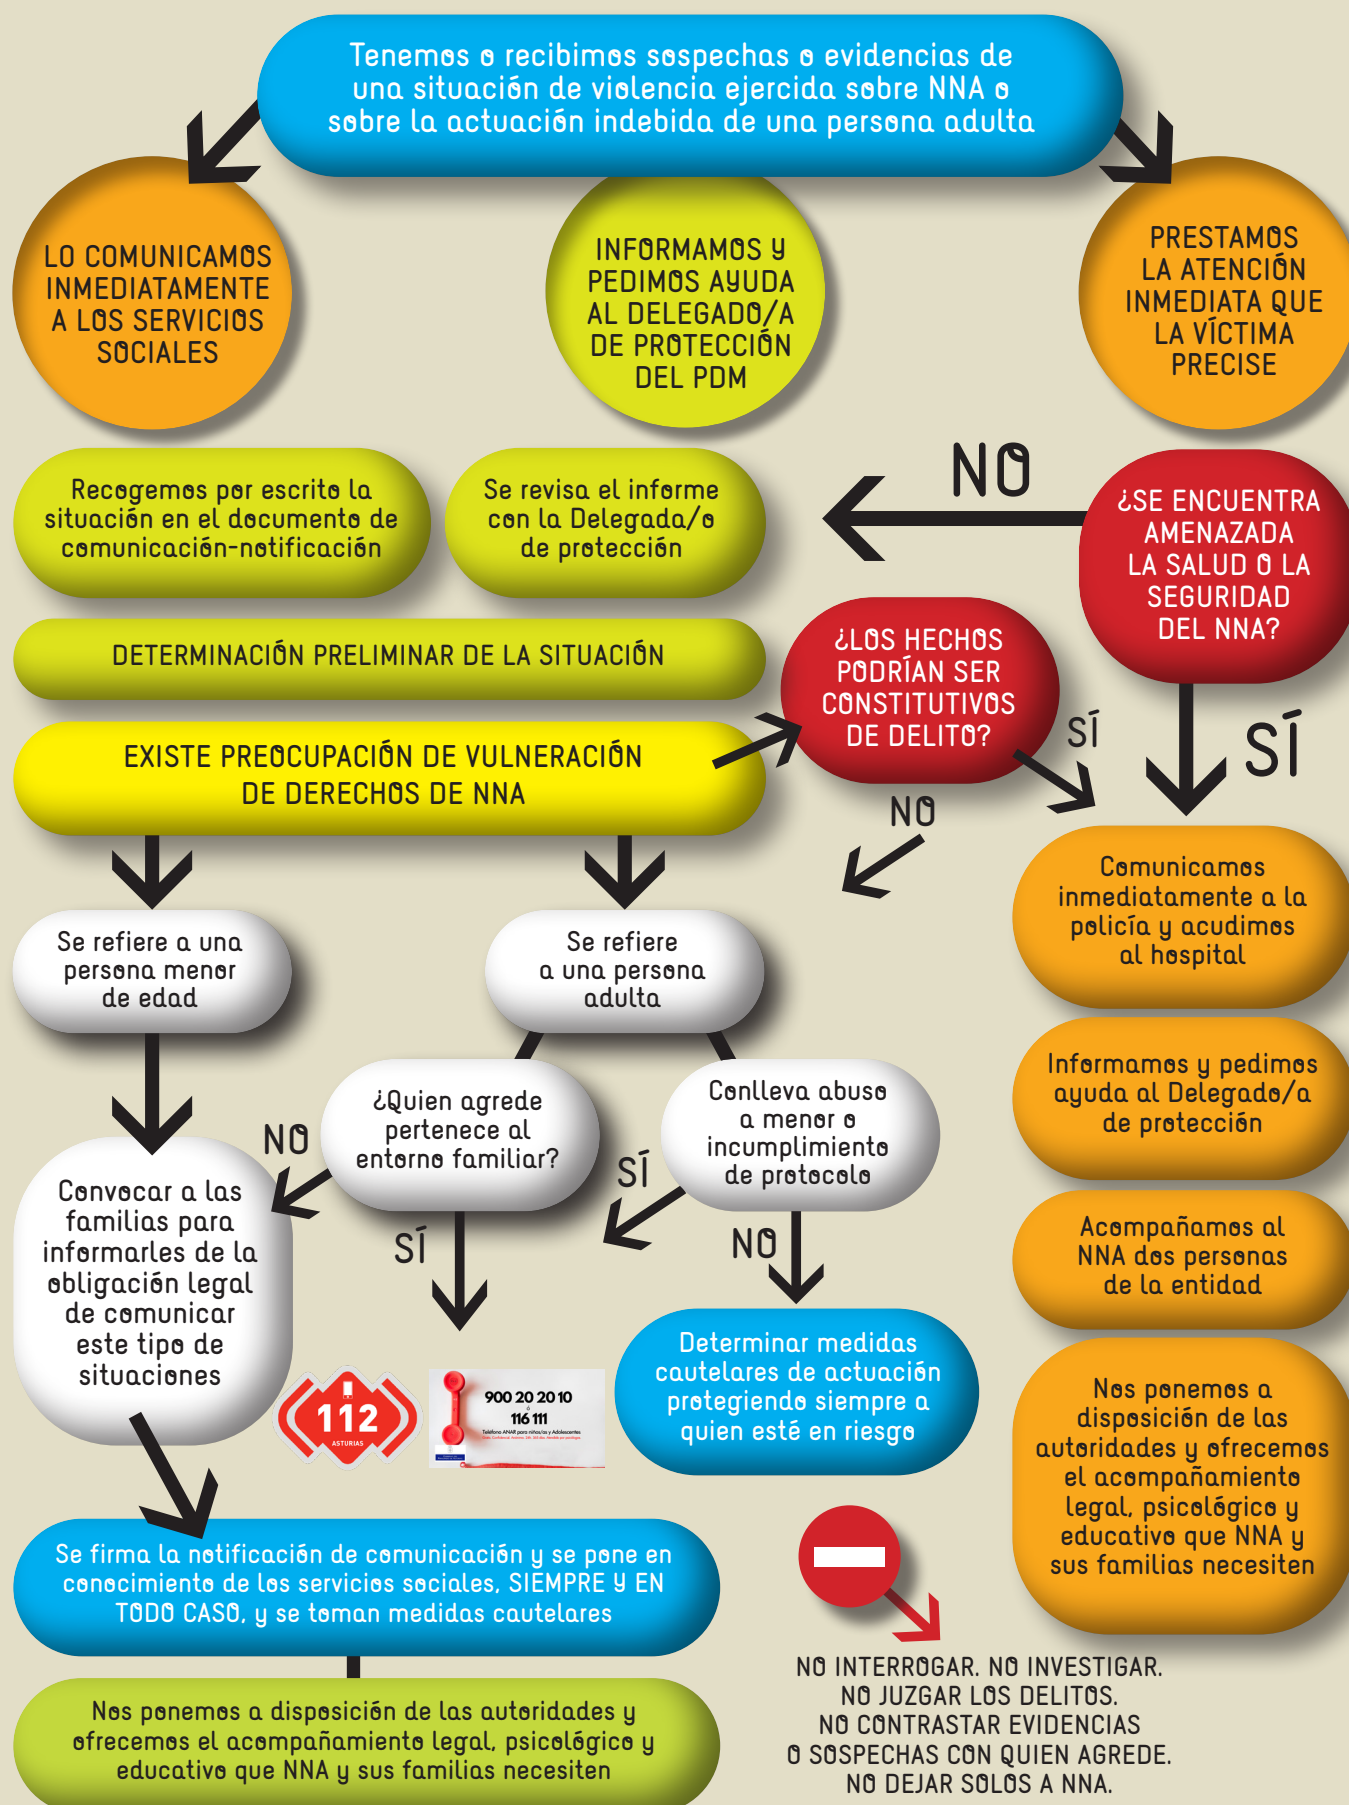 Tenemos o recibimos sospechas o evidencias de
una situación de violencia ejercida sobre NNA o
sobre la actuación indebida de una persona adulta
LO COMUNICAMOS
INMEDIATAMENTE
A LOS SERVICIOS
SOCIALES
INFORMAMOS Y
PEDIMOS AYUDA
AL DELEGADO/A
DE PROTECCIÓN
DEL PDM
PRESTAMOS
LA ATENCIÓN
INMEDIATA QUE
LA VÍCTIMA
PRECISE
Recogemos por escrito la
situación en el documento de
comunicación-notificación
Se revisa el informe
con la Delegada/o
de protección
NO
¿SE ENCUENTRA
AMENAZADA
LA SALUD O LA
SEGURIDAD
DEL NNA?
DETERMINACIÓN PRELIMINAR DE LA SITUACIÓN
¿LOS HECHOS
PODRÍAN SER
CONSTITUTIVOS
DE DELITO?
SÍ
SÍ
NO
EXISTE PREOCUPACIÓN DE VULNERACIÓN
DE DERECHOS DE NNA
Comunicamos
inmediatamente a la
policía y acudimos
al hospital
Se refiere a una
persona menor
de edad
Se refiere
a una persona
adulta
Informamos y pedimos
ayuda al Delegado/a
de protección
¿Quien agrede
pertenece al
entorno familiar?
Conlleva abuso
a menor o
incumplimiento
de protocolo
NO
SÍ
SÍ
NO
Convocar a las
familias para
informarles de la
obligación legal
de comunicar
este tipo de
situaciones
Acompañamos al
NNA dos personas
de la entidad
112
ASTURIAS
900 20 20 10
ó
116 111
Teléfono ANAR para niños/as y Adolescentes
Determinar medidas
cautelares de actuación
protegiendo siempre a
quien esté en riesgo
Nos ponemos a
disposición de las
autoridades y ofrecemos
el acompañamiento
legal, psicológico y
educativo que NNA y
sus familias necesiten
Se firma la notificación de comunicación y se pone en
conocimiento de los servicios sociales, SIEMPRE Y EN
TODO CASO, y se toman medidas cautelares
Nos ponemos a disposición de las autoridades y
ofrecemos el acompañamiento legal, psicológico y
educativo que NNA y sus familias necesiten
NO INTERROGAR. NO INVESTIGAR.
NO JUZGAR LOS DELITOS.
NO CONTRASTAR EVIDENCIAS
O SOSPECHAS CON QUIEN AGREDE.
NO DEJAR SOLOS A NNA.